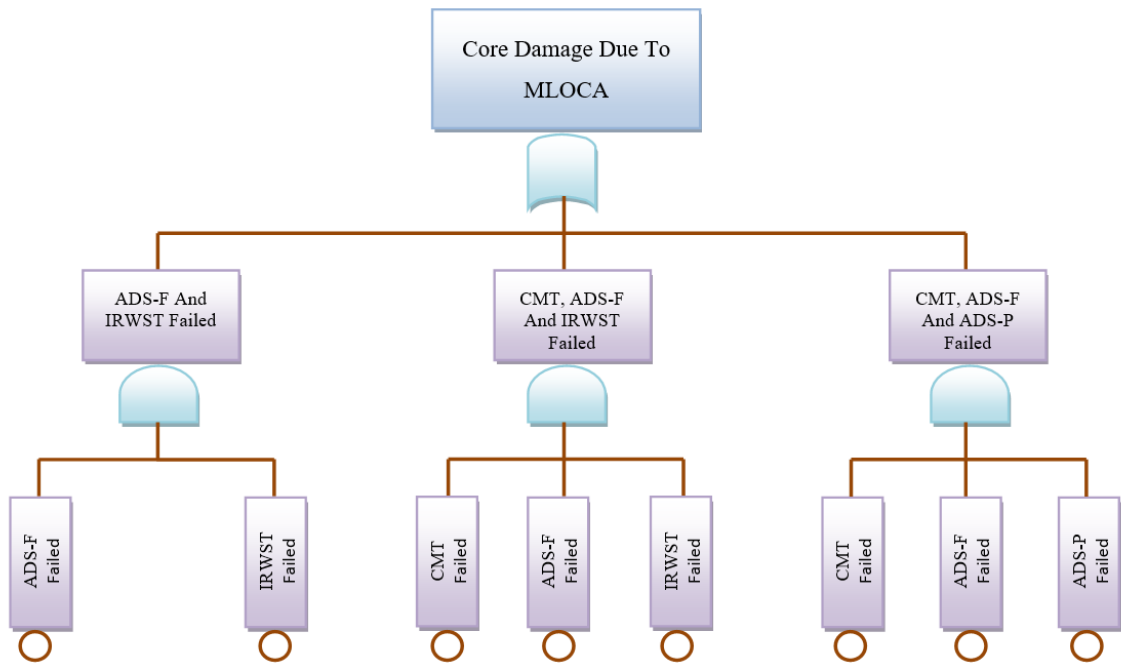 Core Damage Due To
MLOCA
ADS-F And
IRWST Failed
CMT, ADS-F
And IRWST
Failed
CMT, ADS-F
And ADS-P
Failed
ADS-F
Failed
IRWST
Failed
CMT
Failed
ADS-F
Failed
IRWST
Failed
CMT
Failed
ADS-F
Failed
ADS-P
Failed